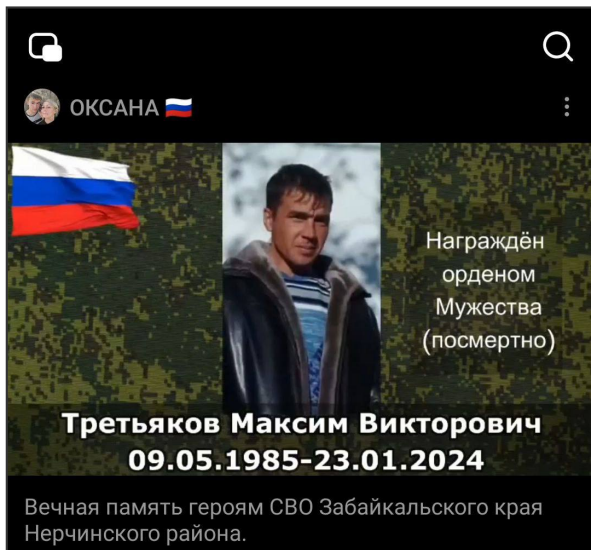 ОКСАНА 🇷🇺
Награждён
орденом
Мужества
(посмертно)
Третьяков Максим Викторович
09.05.1985-23.01.2024
Вечная память героям СВО Забайкальского края
Нерчинского района.